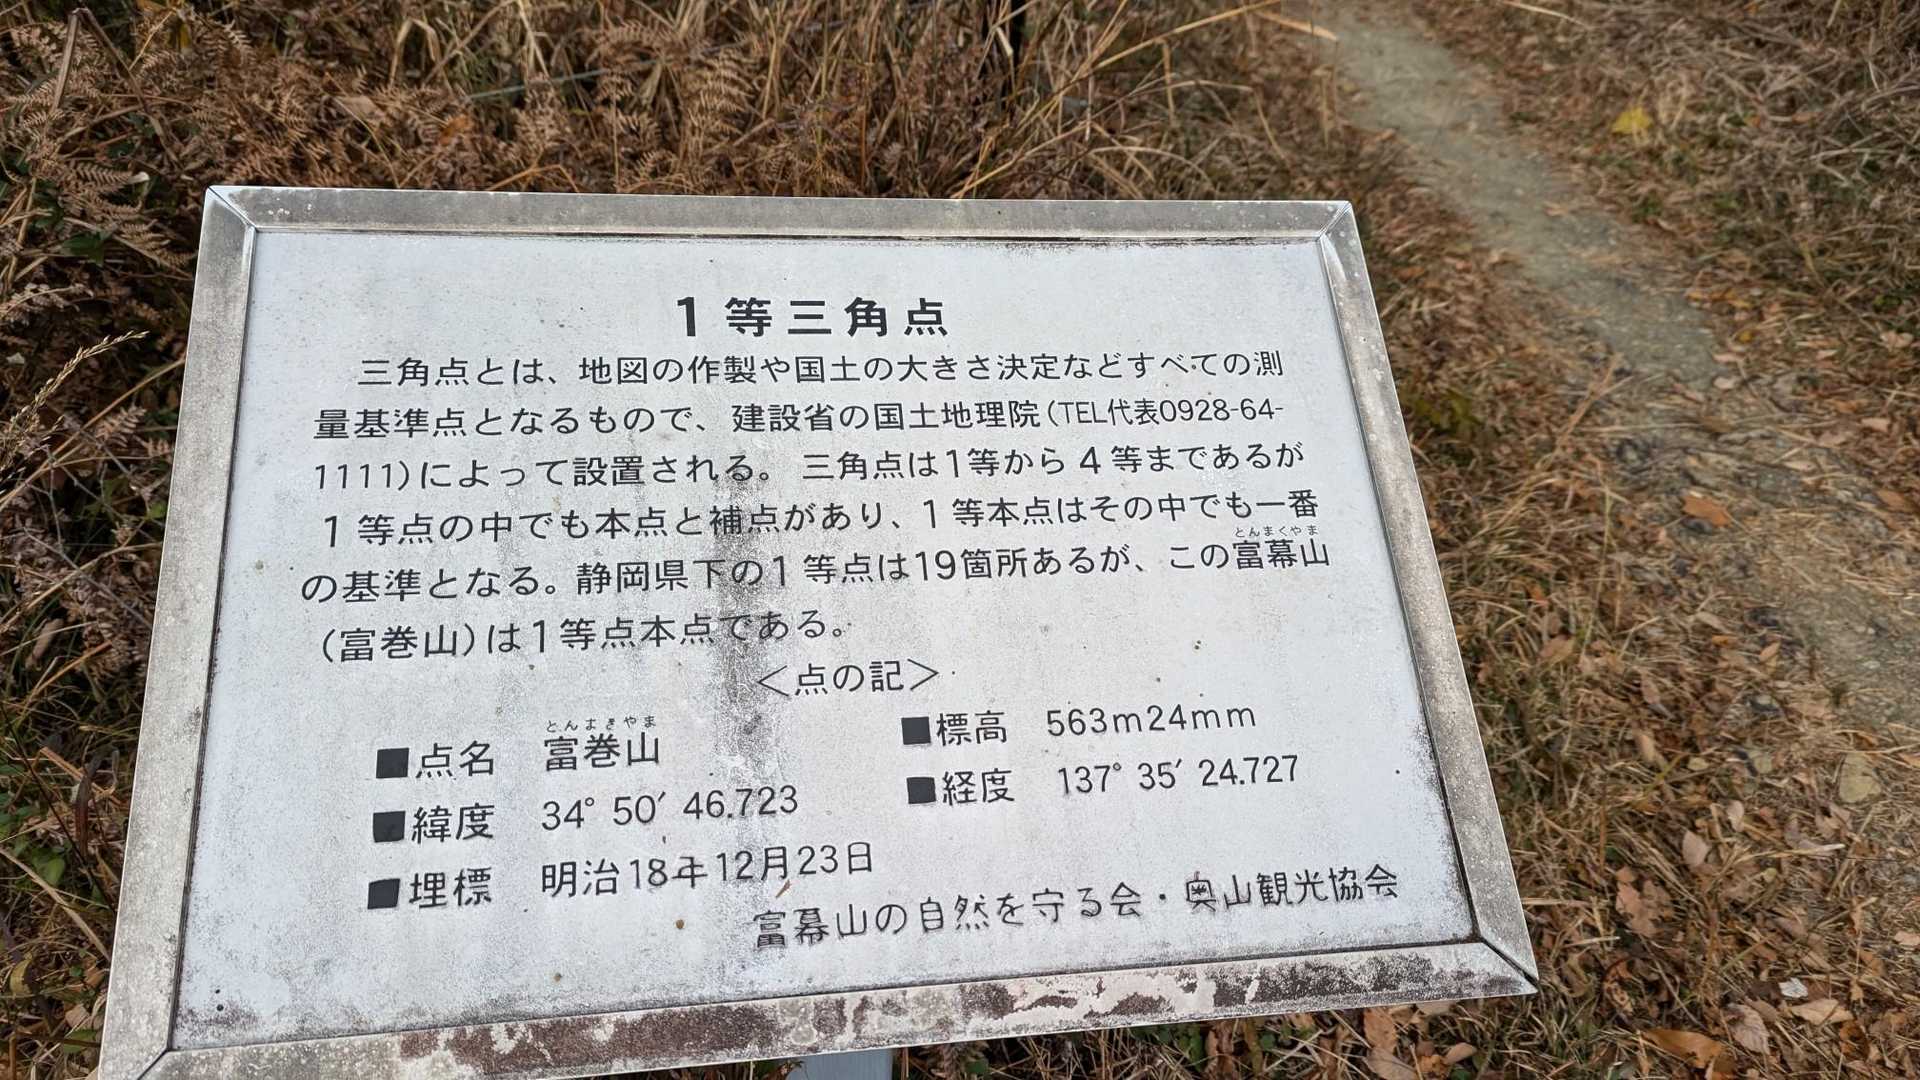 1等三角点
三角点とは、地図の作製や国土の大きさ決定などすべての測
量基準点となるもので、建設省の国土地理院(TEL代表0928-64-
1111)によって設置される。三角点は1等から4等まであるが
1等点の中でも本点と補点があり、1等本点はその中でも一番
とんまくやま
の基準となる。静岡県下の1等点は19箇所あるが、この富幕山
(富巻山)は1等点本点である。
<点の記>
とんまきやま
■点名 富巻山 ■標高 563m24mm
■緯度 34°50′46.723 ■経度 137°35′24.727
■埋標 明治18年12月23日
富幕山の自然を守る会・奥山観光協会